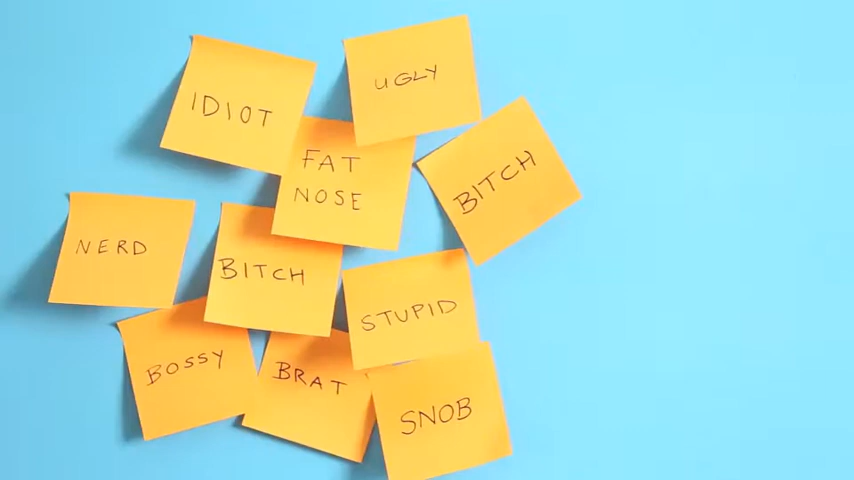 UGLY
IDIOT
FAT
NOSE
BITCH
NERD
BITCH
STUPID
BOSSY
BRAT
SNOB